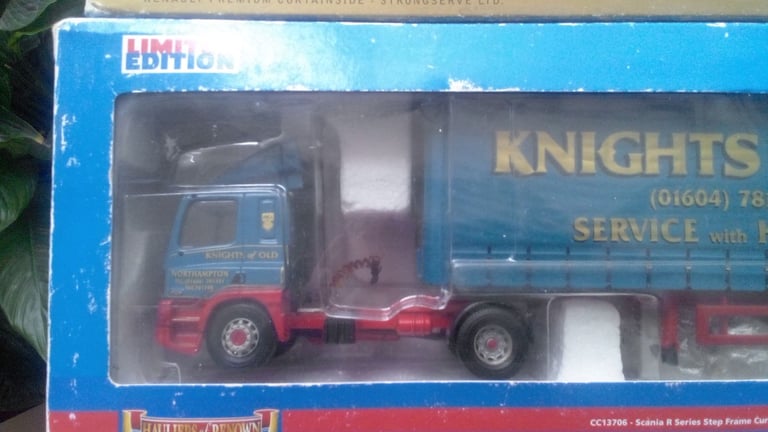 RENAULT PREMIUM CURTAINSIDE - STRONGSERVE LTD.
LIMITED
EDITION
KNIGHTS
(01604) 78
SERVICE with
KNIGHTS of OLD
NORTHAMPTON
HAULIERS of RENOWN
CC13706 - Scania R Series Step Frame Cur